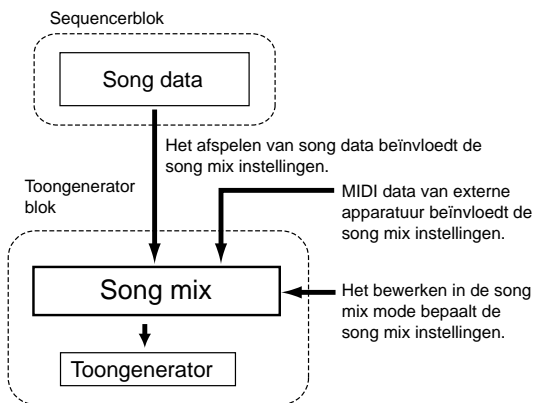 Sequencerblok
Song data
Het afspelen van song data beïnvloedt de
song mix instellingen.
Toongenerator
blok
MIDI data van externe
apparatuur beïnvloedt de
song mix instellingen.
Song mix
Het bewerken in de song
mix mode bepaalt de
song mix instellingen.
Toongenerator